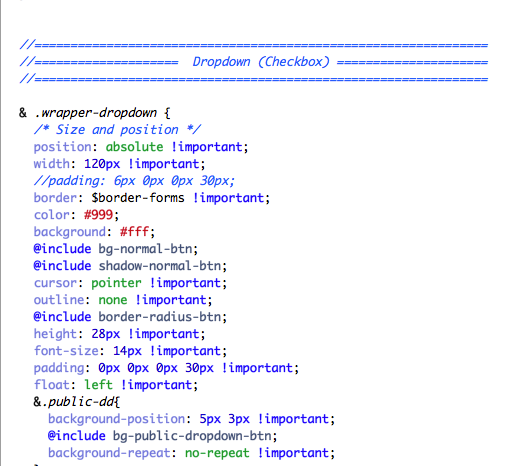 //===============================================================
//==================== Dropdown (Checkbox) =====================
//===============================================================
& .wrapper-dropdown {
/* Size and position */
position: absolute !important;
width: 120px !important;
//padding: 6px 0px 0px 30px;
border: $border-forms !important;
color: #999;
background: #fff;
@include bg-normal-btn;
@include shadow-normal-btn;
cursor: pointer !important;
outline: none !important;
@include border-radius-btn;
height: 28px !important;
font-size: 14px !important;
padding: 0px 0px 0px 30px !important;
float: left !important;
&.public-dd{
background-position: 5px 3px !important;
@include bg-public-dropdown-btn;
background-repeat: no-repeat !important;